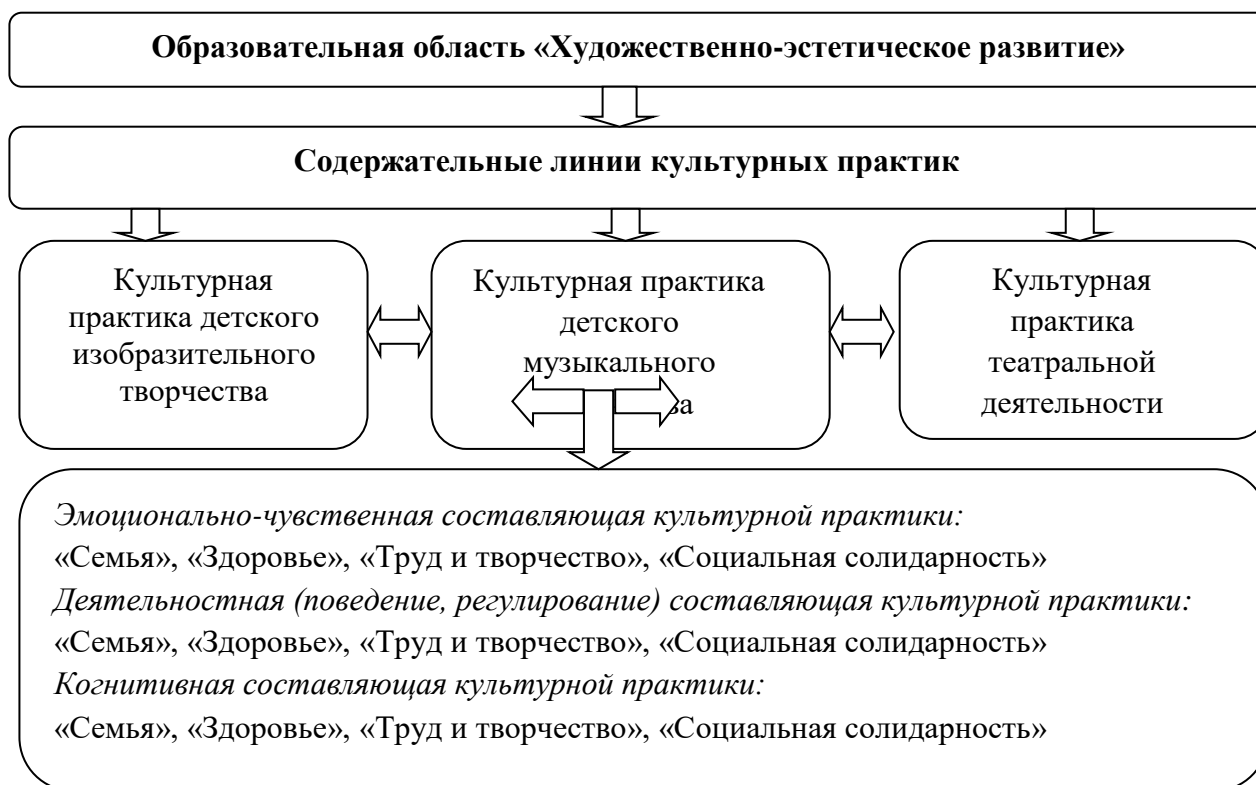 Образовательная область «Художественно-эстетическое развитие»
Содержательные линии культурных практик
Культурная
практика детского
изобразительного
творчества
Культурная практика
детского
музыкального
ва
Культурная
практика
театральной
деятельности
Эмоционально-чувственная составляющая культурной практики:
«Семья», «Здоровье», «Труд и творчество», «Социальная солидарность»
Деятельностная (поведение, регулирование) составляющая культурной практики:
«Семья», «Здоровье», «Труд и творчество», «Социальная солидарность»
Когнитивная составляющая культурной практики:
«Семья», «Здоровье», «Труд и творчество», «Социальная солидарность»